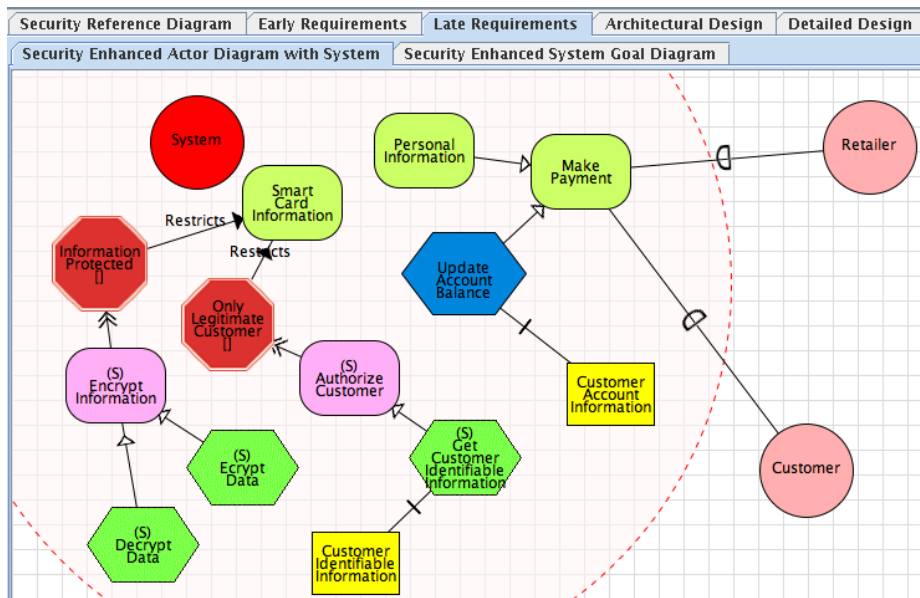 Security Reference Diagram
Early Requirements
Late Requirements
Architectural Design
Detailed Design
Security Enhanced Actor Diagram with System
Security Enhanced System Goal Diagram
System
Personal
Information
Make
Payment
Retailer
Smart
Card
Information
Restricts
Restricts
Information
Protected
[]
Only
Legitimate
Customer
[]
Update
Account
Balance
(S)
Encrypt
Information
(S)
Authorize
Customer
Customer
Account
Information
(S)
Get
Customer
Identifiable
Information
(S)
Ecrypt
Data
Customer
(S)
Decrypt
Data
Customer
Identifiable
Information